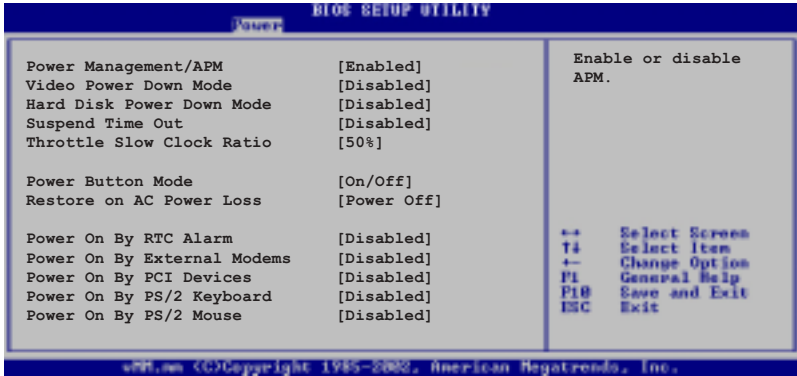 BIOS SETUP UTILITY
Power
Power Management/APM [Enabled]
Video Power Down Mode [Disabled]
Hard Disk Power Down Mode [Disabled]
Suspend Time Out [Disabled]
Throttle Slow Clock Ratio [50%]
Power Button Mode [On/Off]
Restore on AC Power Loss [Power Off]
Power On By RTC Alarm [Disabled]
Power On By External Modems [Disabled]
Power On By PCI Devices [Disabled]
Power On By PS/2 Keyboard [Disabled]
Power On By PS/2 Mouse [Disabled]
Enable or disable
APM.
↔ Select Screen
↑↓ Select Item
+- Change Option
F1 General Help
F10 Save and Exit
ESC Exit
vMM.mm (C)Copyright 1985-2002, American Megatrends, Inc.